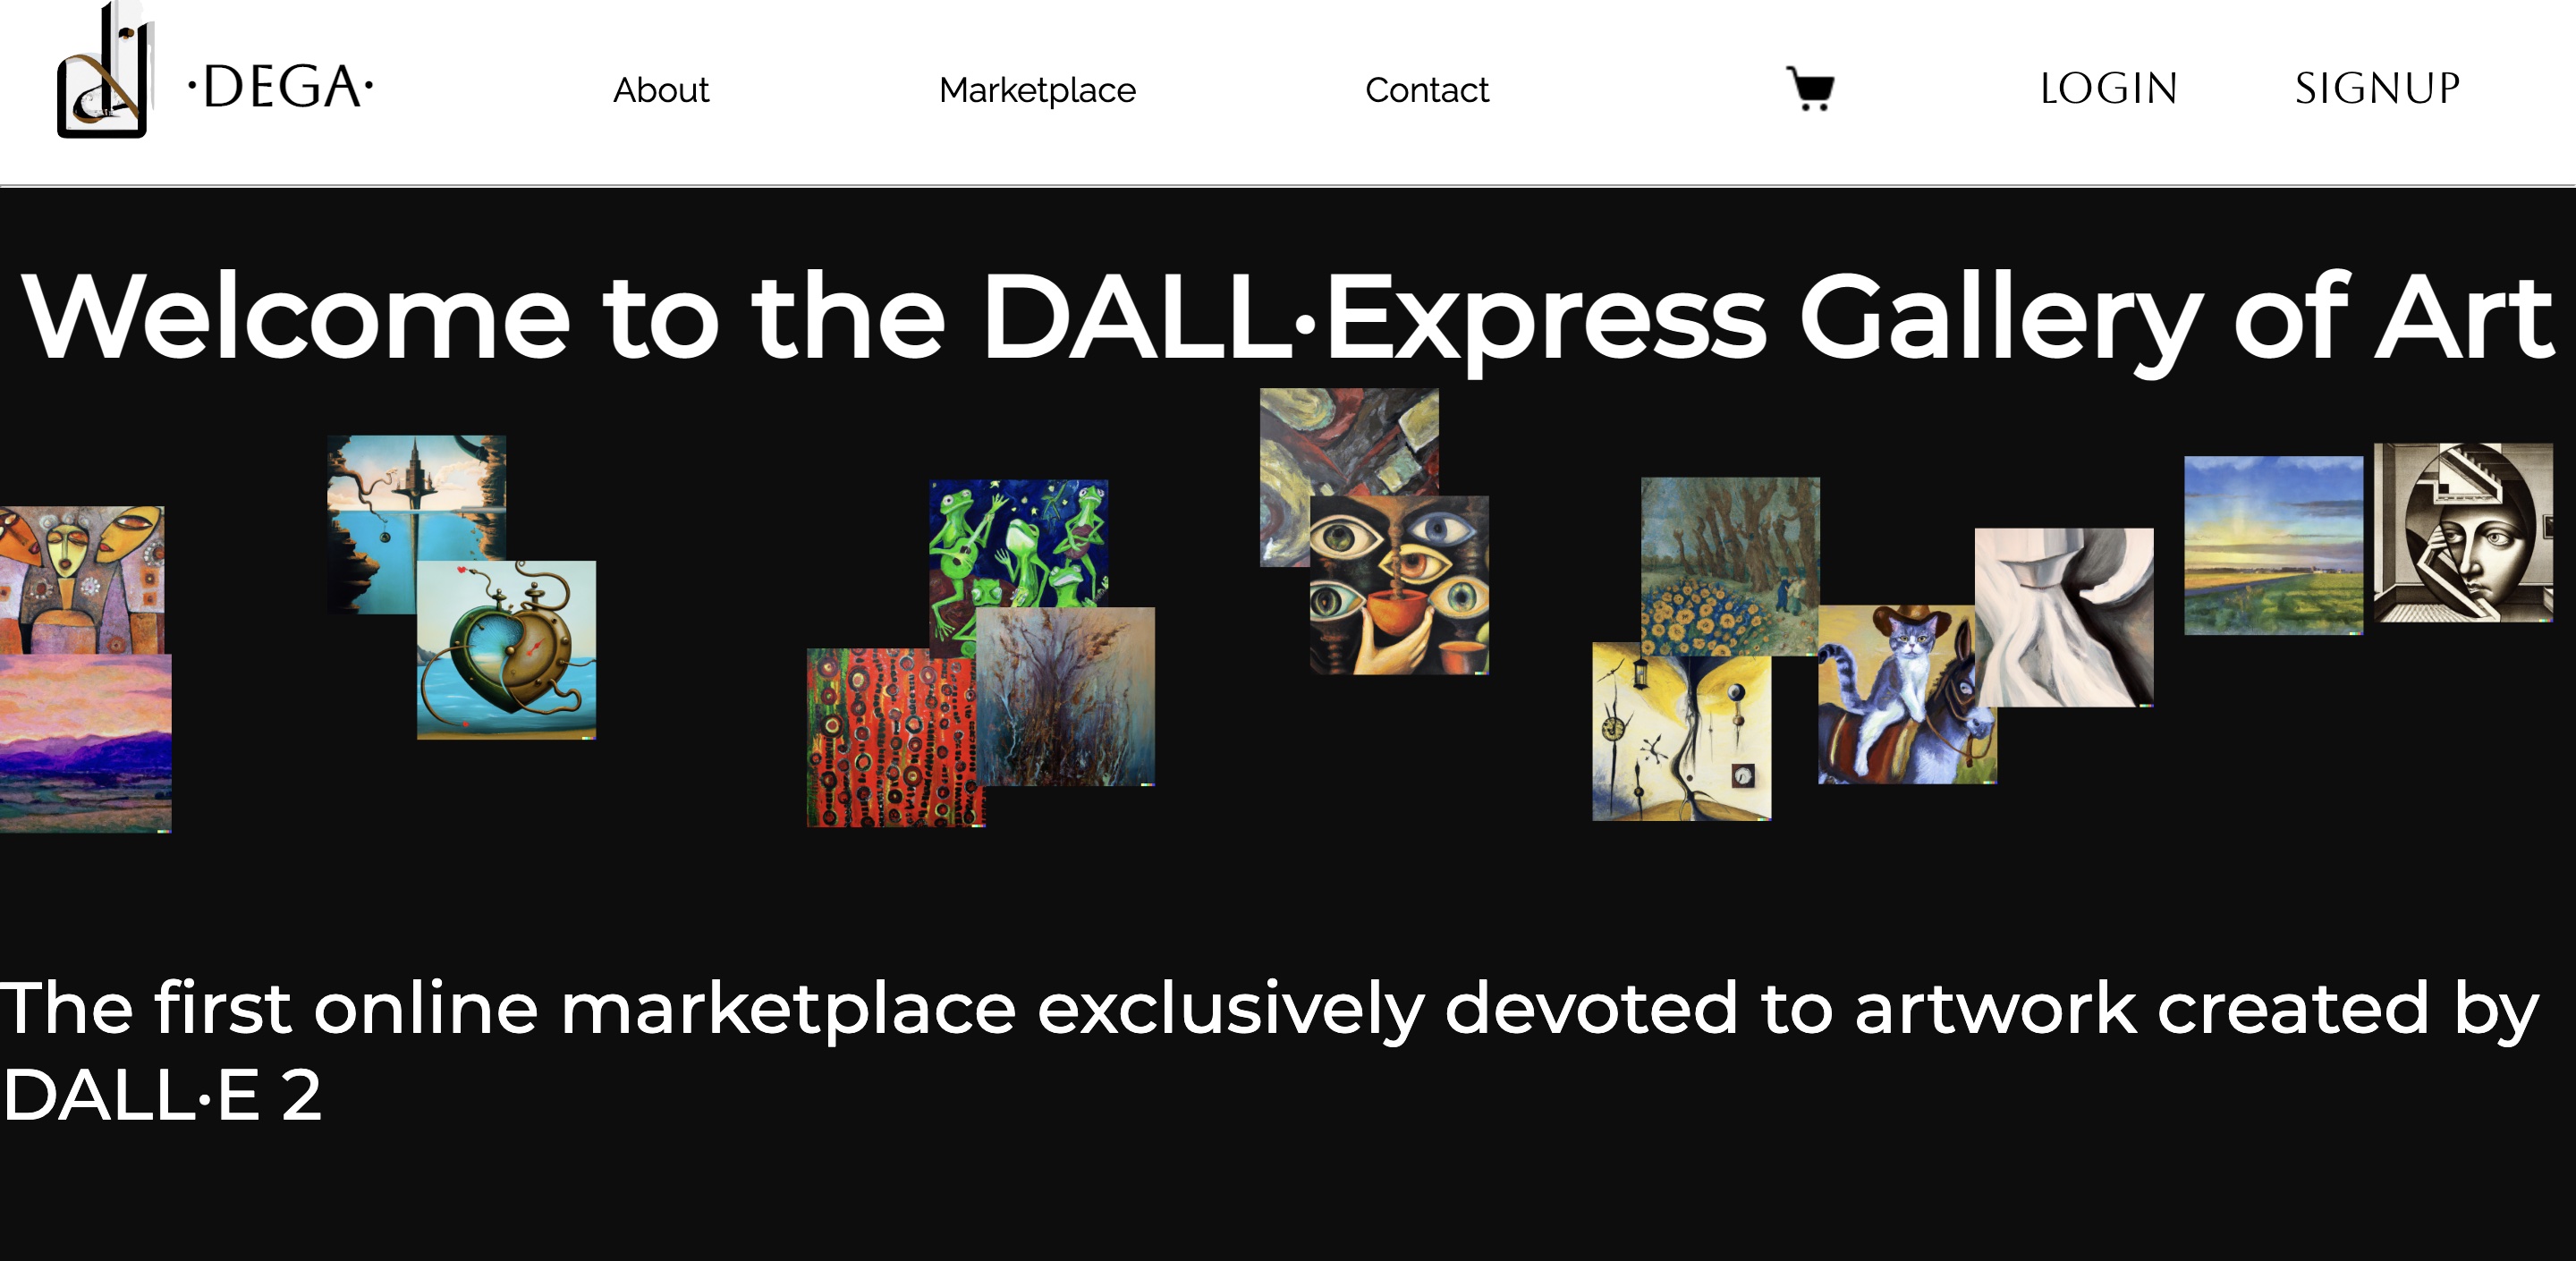 ·DEGA·
About
Marketplace
Contact
LOGIN
SIGNUP
Welcome to the DALL·Express Gallery of Art
The first online marketplace exclusively devoted to artwork created by
DALL·E 2